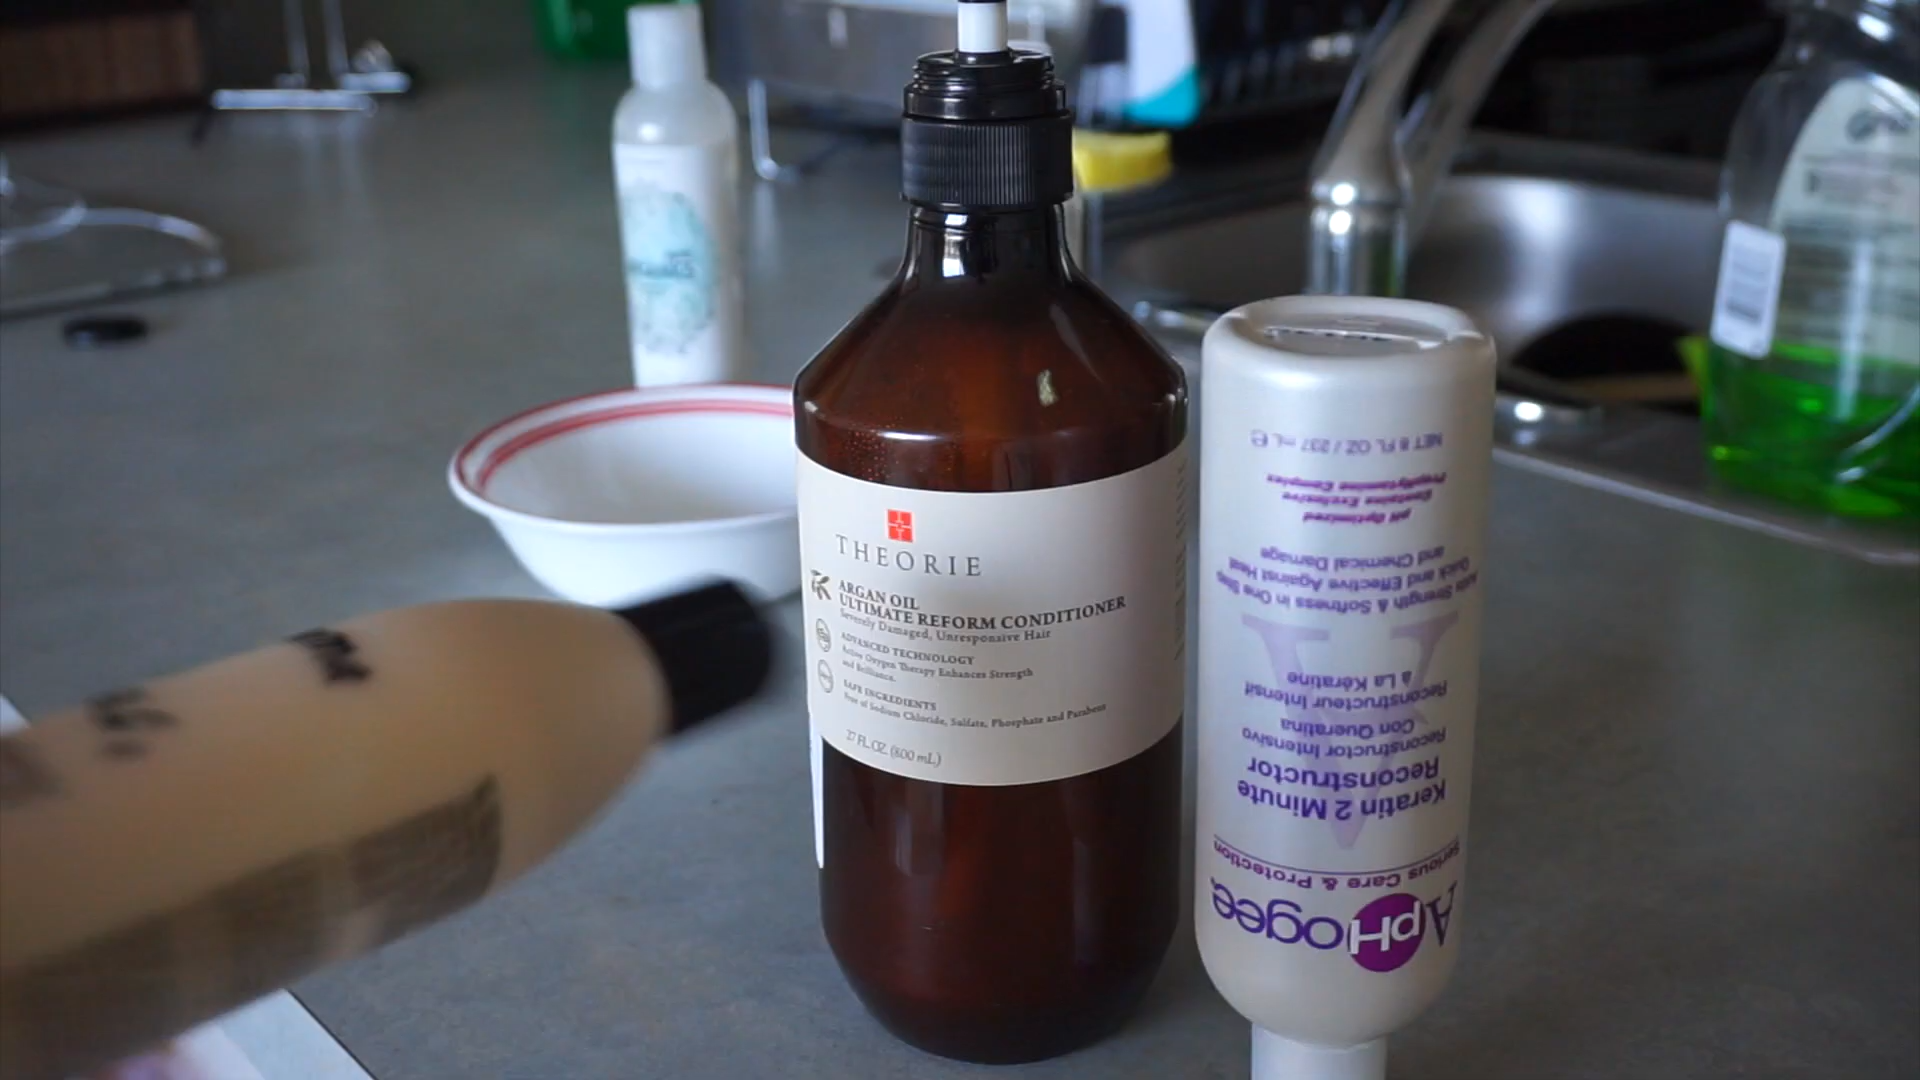 THEORIE
ARGAN OIL
ULTIMATE REFORM CONDITIONER
Severely Damaged, Unresponsive Hair
ADVANCED TECHNOLOGY
Active Oxygen Therapy Enhances Strength
and Brilliance.
SAFE INGREDIENTS
Free of Sodium Chloride, Sulfate, Phosphate and Parabens
27 FL.OZ. (800 mL)
ApHogee
Serious Care & Protection
Keratin 2 Minute
Reconstructor
Reconstructor Intensivo
Con Queratina
Reconstructeur Intensif
à La Kératine
Adds Strength & Softness in One Step
Quick and Effective Against Heat
and Chemical Damage
pH Optimized
Contains Exclusive
Prophytamine Complex
NET 8 FL OZ / 237 mL e